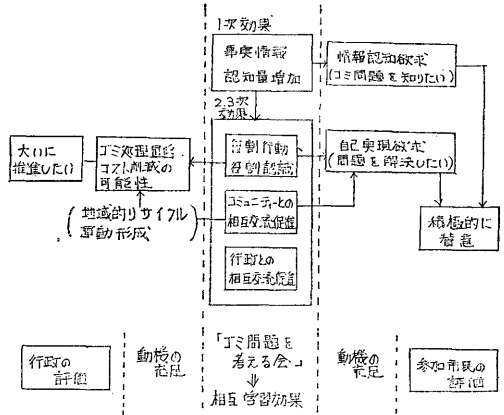 1次効果
事実情報
認知量増加
情報認知欲求
(ゴミ問題を知りたい)
2.3次
効果
役割行動
役割認識
自己実現欲求
(問題を解決したい)
大いに
推進したい
ゴミ処理量・
コスト削減の
可能性
コミュニティーとの
相互交流促進
(地域的リサイクル
運動形成)
積極的に
賛意
行政との
相互交流促進
行政の
評価
動機の
充足
「ゴミ問題を
考える会」
⇓
相互学習効果
動機の
充足
参加市民の
評価